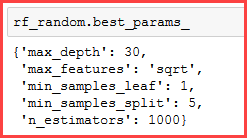 rf_random.best_params_
{'max_depth': 30,
 'max_features': 'sqrt',
 'min_samples_leaf': 1,
 'min_samples_split': 5,
 'n_estimators': 1000}